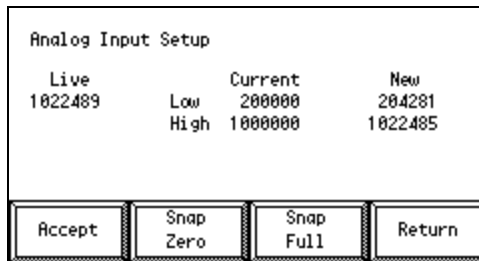 Analog Input Setup
Live Current New
1022489 Low 200000 204281
High 1000000 1022485
Accept Snap Zero Snap Full Return